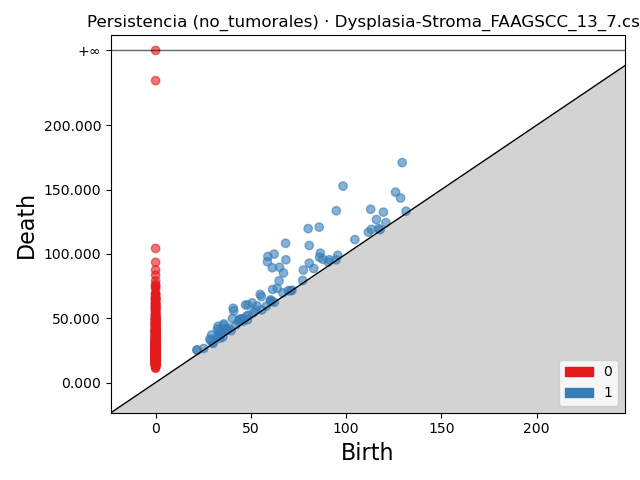 Persistencia (no_tumorales) · Dysplasia-Stroma_FAAGSCC_13_7.cs
+∞
200.000
150.000
100.000
50.000
0.000
Death
0
1
0 50 100 150 200
Birth